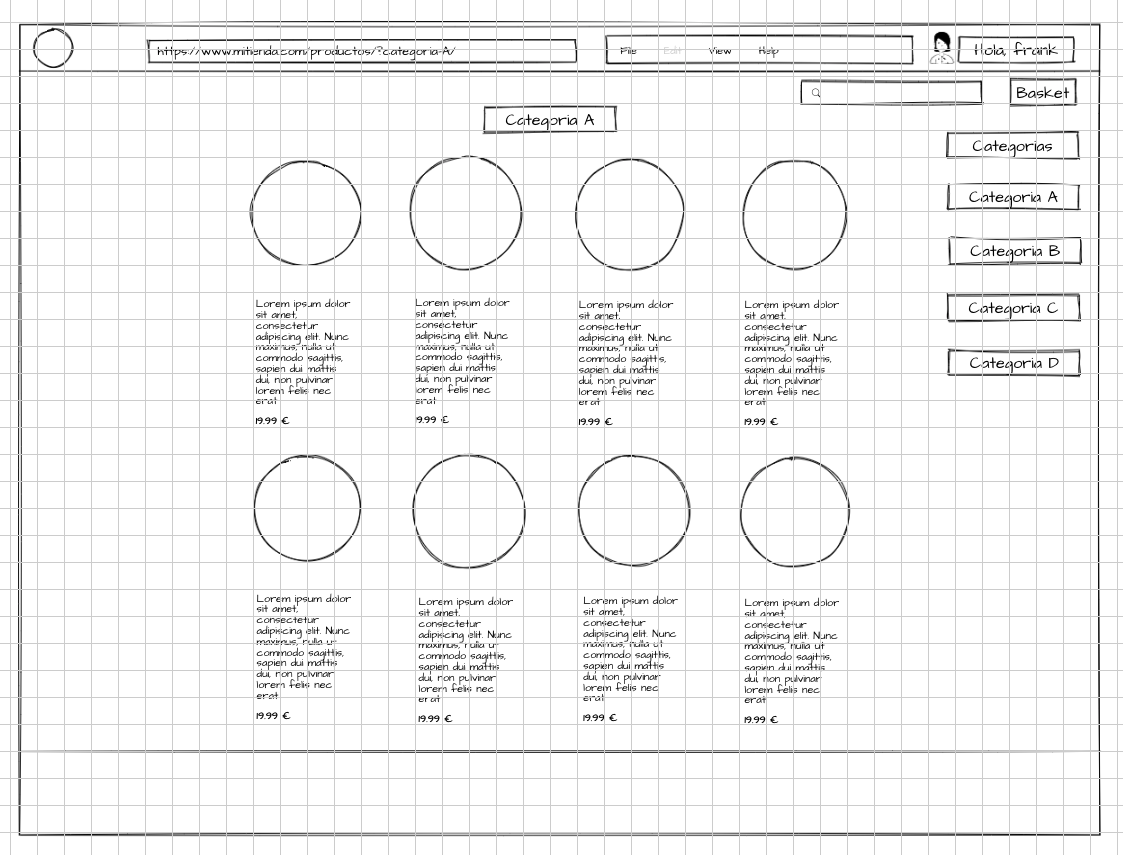 https://www.mitienda.com/productos/?categoria=A/
File Edit View Help
Hola, frank
Basket
Categoria A
Categorias
Categoria A
Categoria B
Categoria C
Categoria D
Lorem ipsum dolor
sit amet,
consectetur
adipiscing elit. Nunc
maximus, nulla ut
commodo sagittis,
sapien dui mattis
dui, non pulvinar
lorem felis nec
erat
19.99 €
Lorem ipsum dolor
sit amet,
consectetur
adipiscing elit. Nunc
maximus, nulla ut
commodo sagittis,
sapien dui mattis
dui, non pulvinar
lorem felis nec
erat
19.99 €
Lorem ipsum dolor
sit amet,
consectetur
adipiscing elit. Nunc
maximus, nulla ut
commodo sagittis,
sapien dui mattis
dui, non pulvinar
lorem felis nec
erat
19.99 €
Lorem ipsum dolor
sit amet,
consectetur
adipiscing elit. Nunc
maximus, nulla ut
commodo sagittis,
sapien dui mattis
dui, non pulvinar
lorem felis nec
erat
19.99 €
Lorem ipsum dolor
sit amet,
consectetur
adipiscing elit. Nunc
maximus, nulla ut
commodo sagittis,
sapien dui mattis
dui, non pulvinar
lorem felis nec
erat
19.99 €
Lorem ipsum dolor
sit amet,
consectetur
adipiscing elit. Nunc
maximus, nulla ut
commodo sagittis,
sapien dui mattis
dui, non pulvinar
lorem felis nec
erat
19.99 €
Lorem ipsum dolor
sit amet,
consectetur
adipiscing elit. Nunc
maximus, nulla ut
commodo sagittis,
sapien dui mattis
dui, non pulvinar
lorem felis nec
erat
19.99 €
Lorem ipsum dolor
sit amet,
consectetur
adipiscing elit. Nunc
maximus, nulla ut
commodo sagittis,
sapien dui mattis
dui, non pulvinar
lorem felis nec
erat
19.99 €